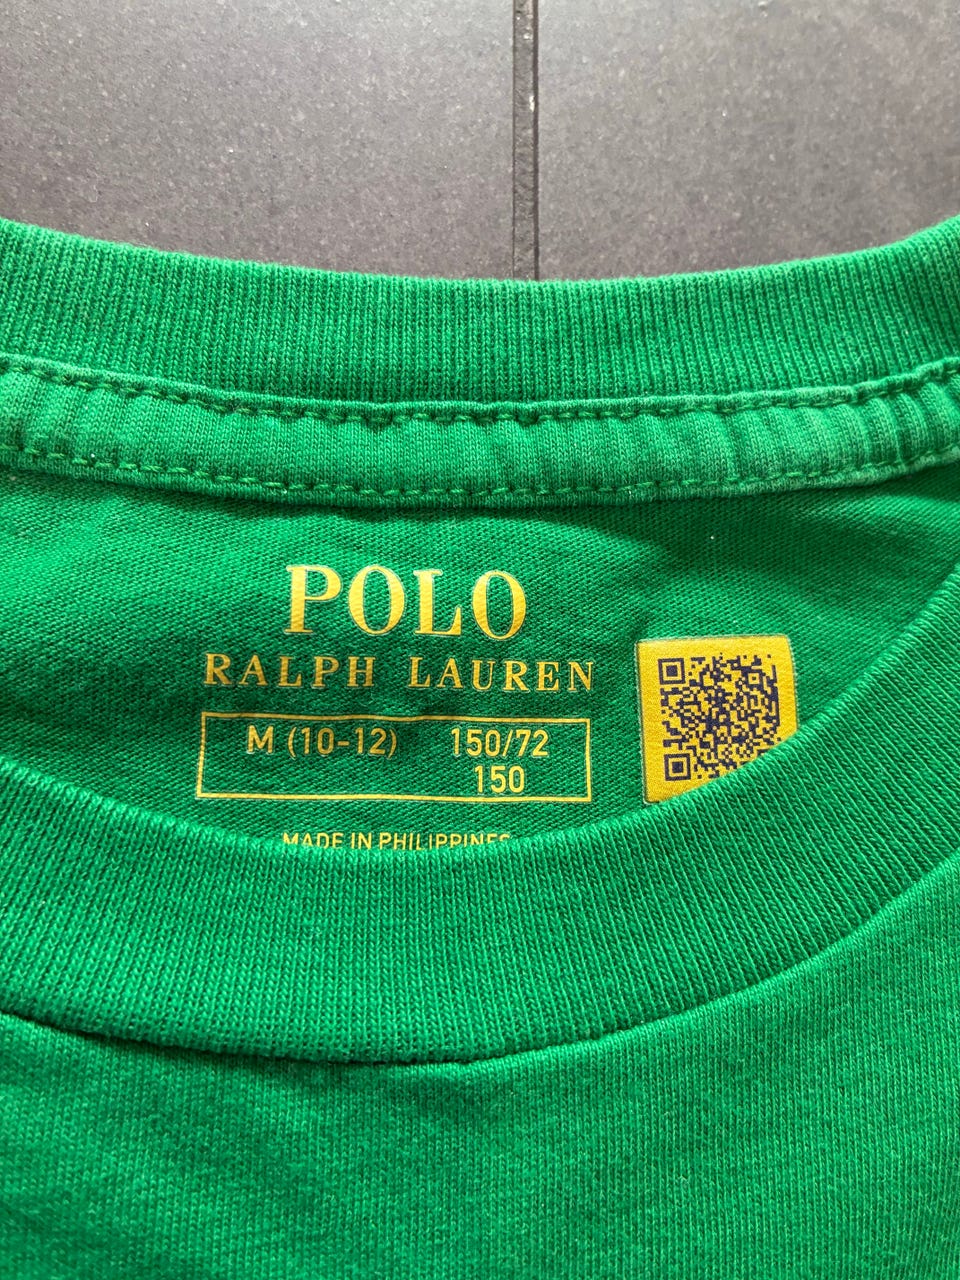 POLO
RALPH LAUREN
M (10-12) 150/72
150
MADE IN PHILIPPINES